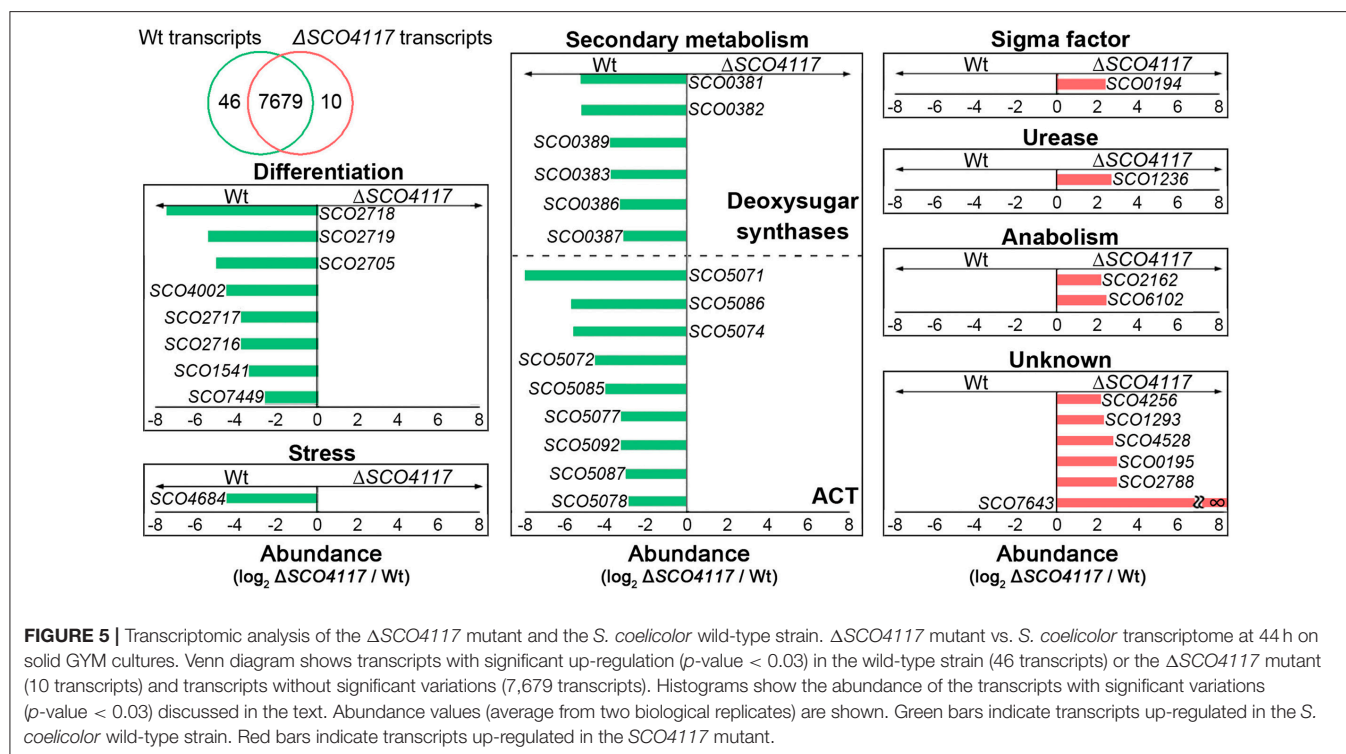 Wt transcripts ΔSCO4117 transcripts
46 7679 10
Differentiation
Wt ΔSCO4117
SCO2718
SCO2719
SCO2705
SCO4002
SCO2717
SCO2716
SCO1541
SCO7449
-8 -6 -4 -2 0 2 4 6 8
Stress
Wt ΔSCO4117
SCO4684
-8 -6 -4 -2 0 2 4 6 8
Abundance
(log2 ΔSCO4117 / Wt)
Secondary metabolism
Wt ΔSCO4117
SCO0381
SCO0382
SCO0389
SCO0383
SCO0386
SCO0387
Deoxysugar
synthases
SCO5071
SCO5086
SCO5074
SCO5072
SCO5085
SCO5077
SCO5092
SCO5087
SCO5078
ACT
-8 -6 -4 -2 0 2 4 6 8
Abundance
(log2 ΔSCO4117 / Wt)
Sigma factor
Wt ΔSCO4117
SCO0194
-8 -6 -4 -2 0 2 4 6 8
Urease
Wt ΔSCO4117
SCO1236
-8 -6 -4 -2 0 2 4 6 8
Anabolism
Wt ΔSCO4117
SCO2162
SCO6102
-8 -6 -4 -2 0 2 4 6 8
Unknown
Wt ΔSCO4117
SCO4256
SCO1293
SCO4528
SCO0195
SCO2788
SCO7643 ∞
-8 -6 -4 -2 0 2 4 6 8
Abundance
(log2 ΔSCO4117 / Wt)
FIGURE 5 | Transcriptomic analysis of the ΔSCO4117 mutant and the S. coelicolor wild-type strain. ΔSCO4117 mutant vs. S. coelicolor transcriptome at 44 h on
solid GYM cultures. Venn diagram shows transcripts with significant up-regulation (p-value < 0.03) in the wild-type strain (46 transcripts) or the ΔSCO4117 mutant
(10 transcripts) and transcripts without significant variations (7,679 transcripts). Histograms show the abundance of the transcripts with significant variations
(p-value < 0.03) discussed in the text. Abundance values (average from two biological replicates) are shown. Green bars indicate transcripts up-regulated in the S.
coelicolor wild-type strain. Red bars indicate transcripts up-regulated in the SCO4117 mutant.